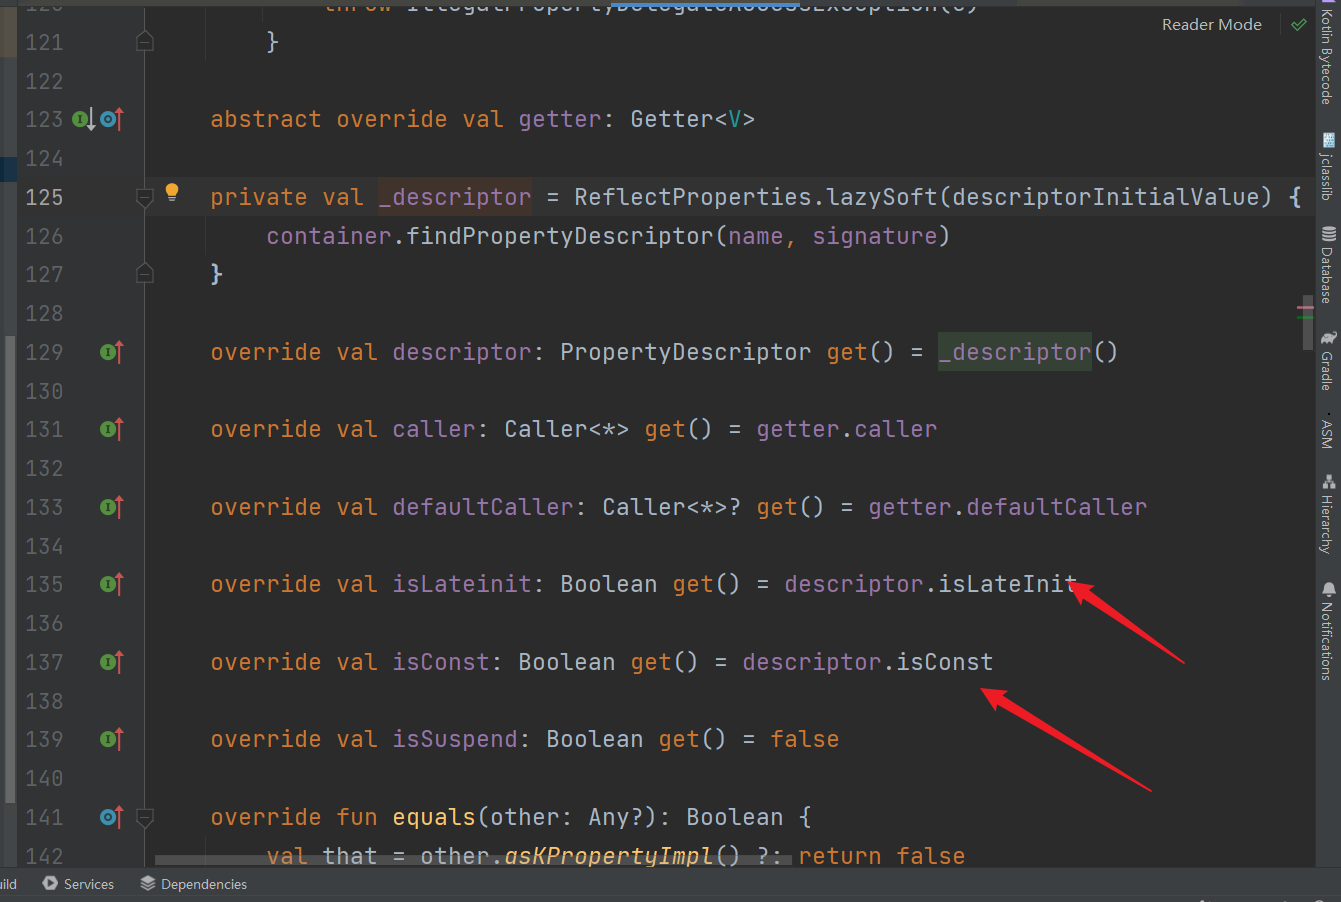 121 }
Reader Mode
122
123 abstract override val getter: Getter<V>
124
125 private val _descriptor = ReflectProperties.lazySoft(descriptorInitialValue) {
126 container.findPropertyDescriptor(name, signature)
127 }
128
129 override val descriptor: PropertyDescriptor get() = _descriptor()
130
131 override val caller: Caller<*> get() = getter.caller
132
133 override val defaultCaller: Caller<*>? get() = getter.defaultCaller
134
135 override val isLateinit: Boolean get() = descriptor.isLateInit
136
137 override val isConst: Boolean get() = descriptor.isConst
138
139 override val isSuspend: Boolean get() = false
140
141 override fun equals(other: Any?): Boolean {
142 val that = other.asKPropertyImpl() ?: return false
Kotlin Bytecode
jclasslib
Database
Gradle
ASM
Hierarchy
Notifications
uild
Services
Dependencies